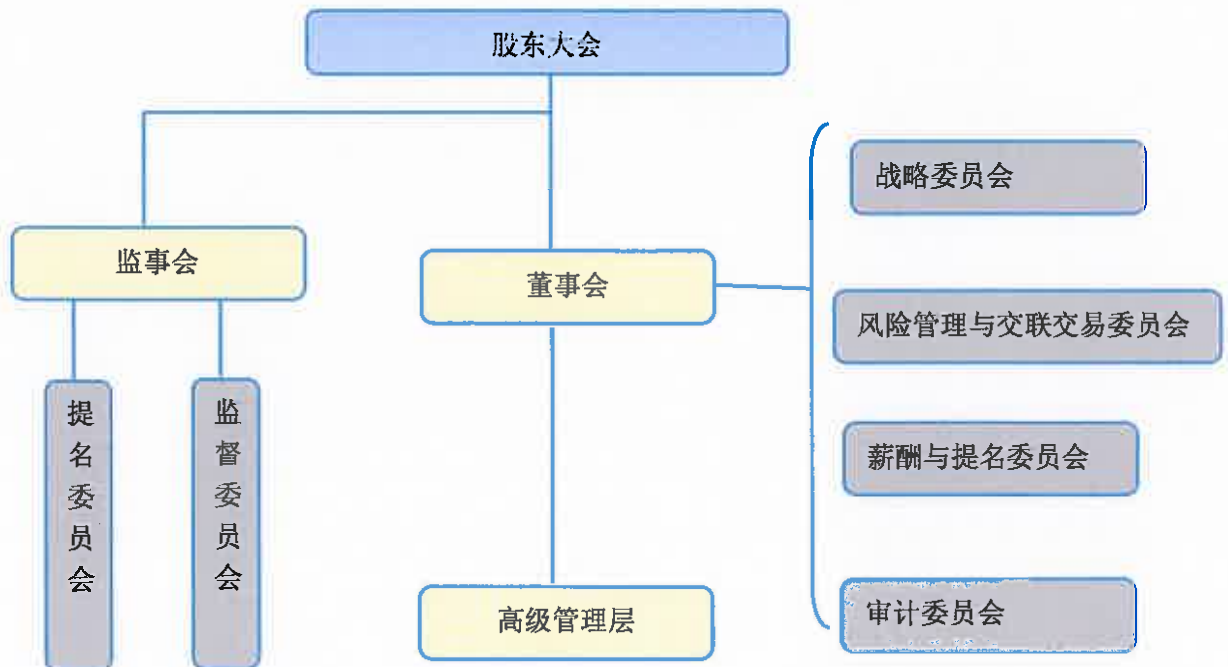 股东大会
战略委员会
监事会
董事会
风险管理与交联交易委员会
提名委员会
监督委员会
薪酬与提名委员会
高级管理层
审计委员会